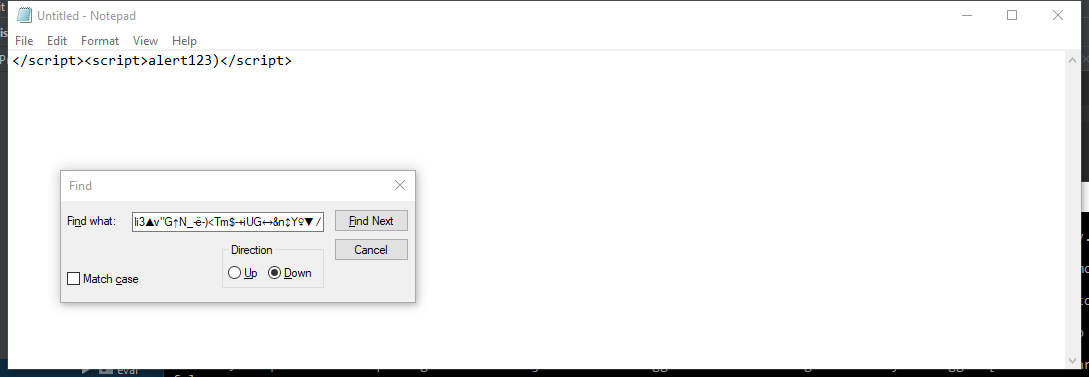 Untitled - Notepad
File Edit Format View Help
</script><script>alert123)</script>
Find
Find what: li3▲v"G↑N_-ë-)<Tm$→iUG↔&n↕Y♀▼ /
Find Next
Direction
Cancel
Up Down
Match case
eval